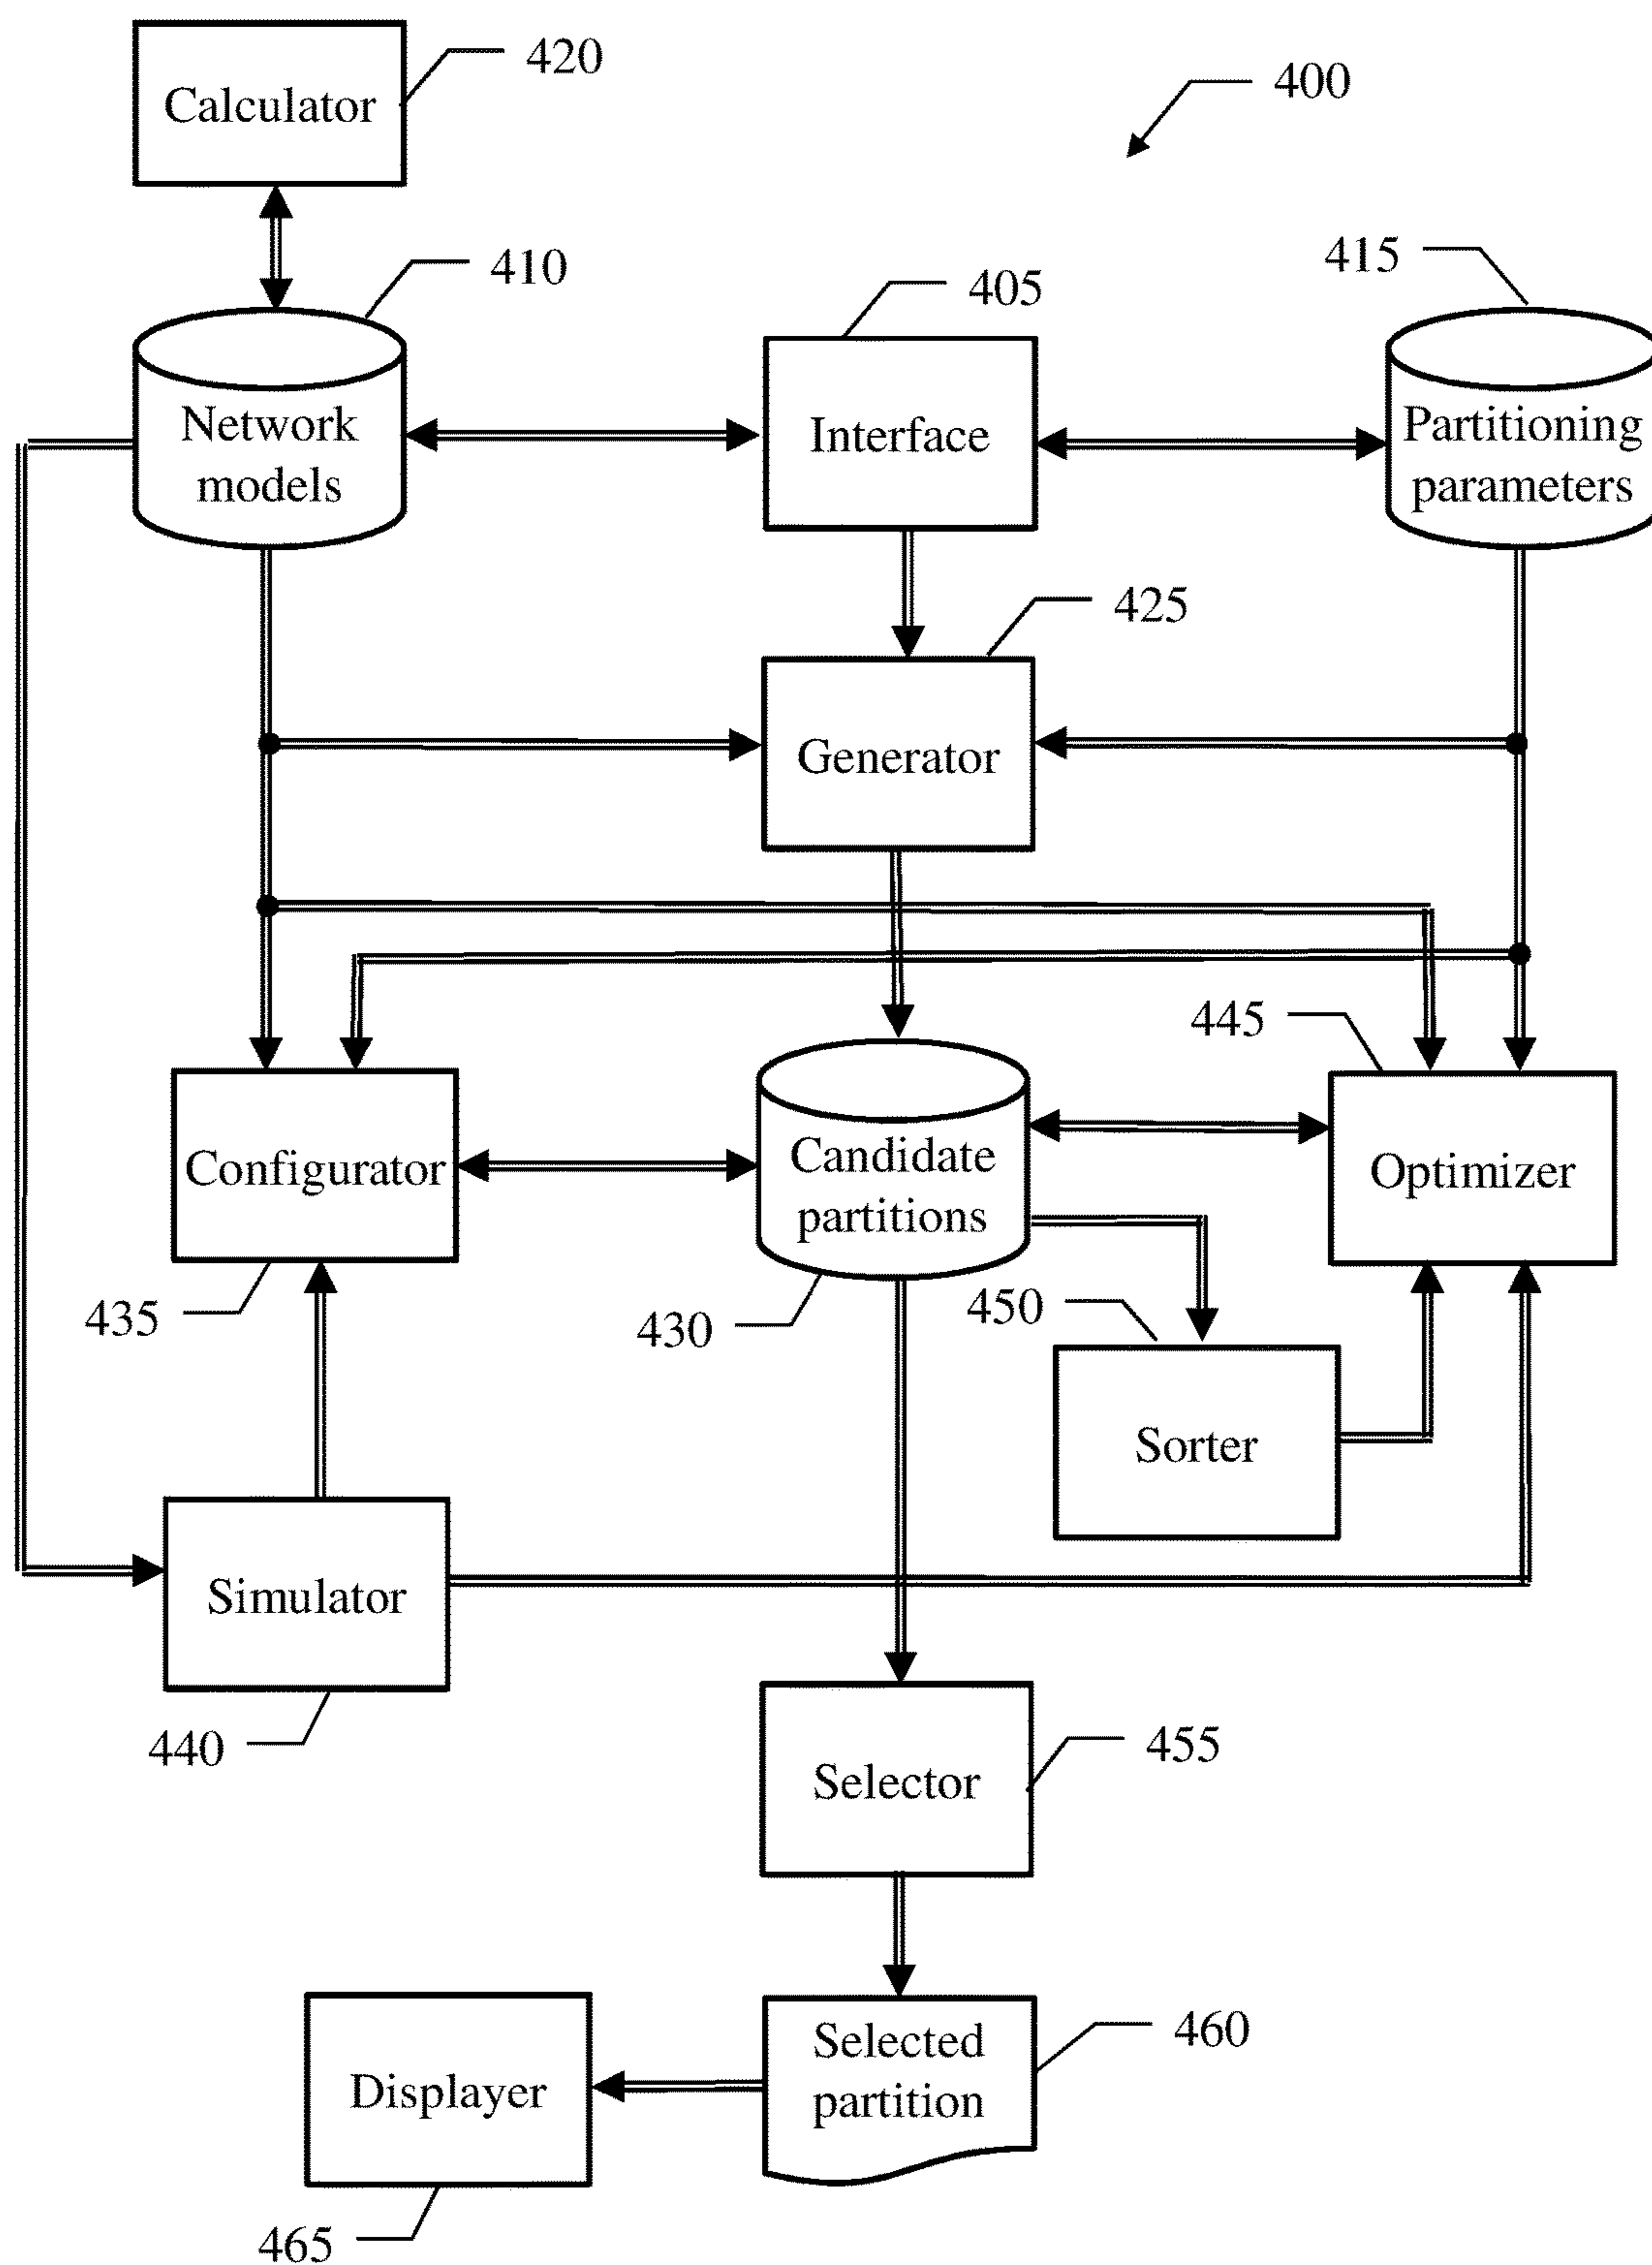 420
Calculator
400
410
405
415
Network
models
Interface
Partitioning
parameters
425
Generator
445
Configurator
Candidate
partitions
Optimizer
435
430
450
Sorter
Simulator
440
455
Selector
460
Selected
partition
Displayer
465